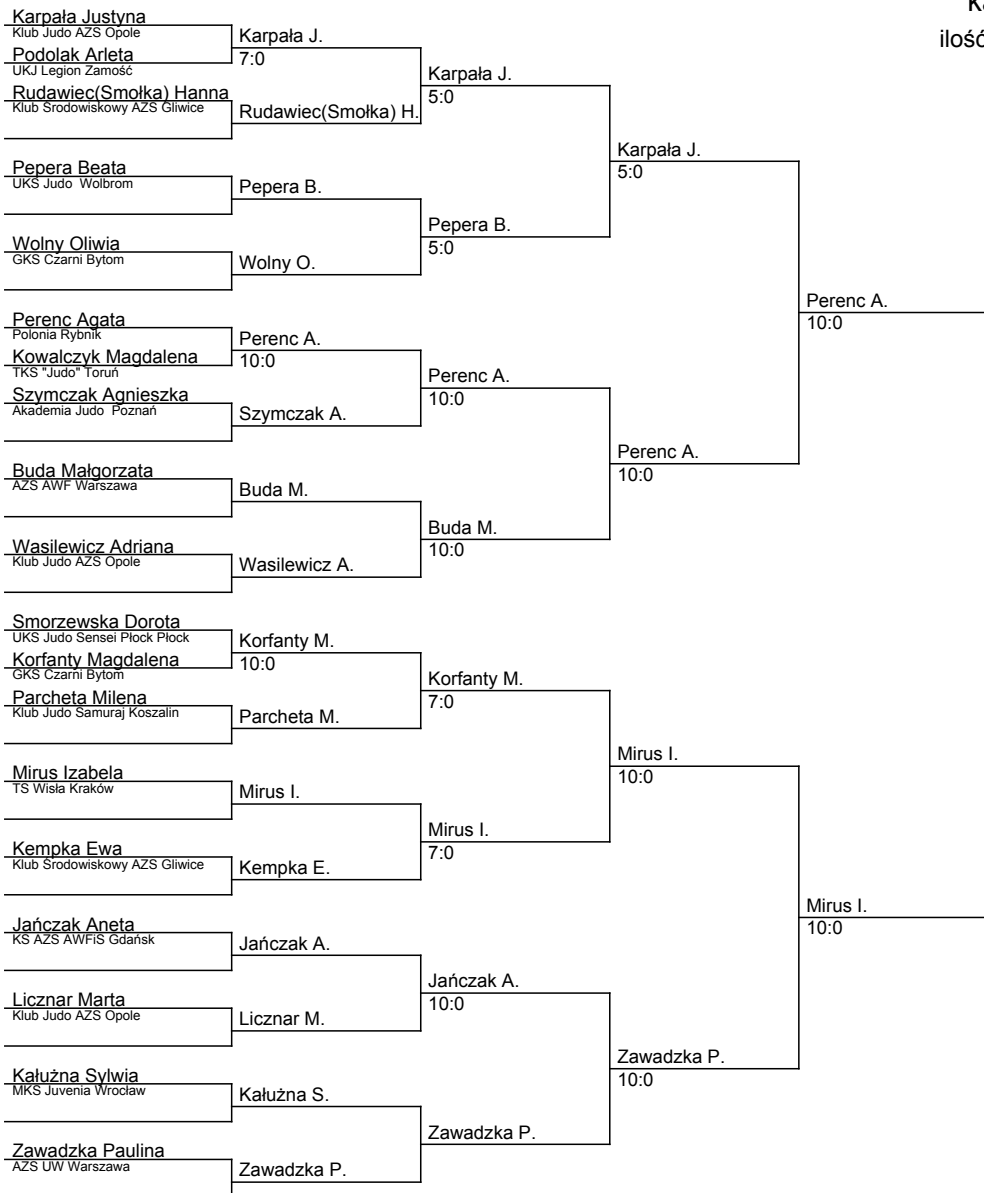 Ka
ilość
Karpała Justyna
Klub Judo AZS Opole
Podolak Arleta
UKJ Legion Zamość
Rudawiec(Smołka) Hanna
Klub Środowiskowy AZS Gliwice
Pepera Beata
UKS Judo Wolbrom
Wolny Oliwia
GKS Czarni Bytom
Perenc Agata
Polonia Rybnik
Kowalczyk Magdalena
TKS "Judo" Toruń
Szymczak Agnieszka
Akademia Judo Poznań
Buda Małgorzata
AZS AWF Warszawa
Wasilewicz Adriana
Klub Judo AZS Opole
Smorzewska Dorota
UKS Judo Sensei Płock Płock
Korfanty Magdalena
GKS Czarni Bytom
Parcheta Milena
Klub Judo Samuraj Koszalin
Mirus Izabela
TS Wisła Kraków
Kempka Ewa
Klub Środowiskowy AZS Gliwice
Jańczak Aneta
KS AZS AWFiS Gdańsk
Licznar Marta
Klub Judo AZS Opole
Kałużna Sylwia
MKS Juvenia Wrocław
Zawadzka Paulina
AZS UW Warszawa
Karpała J.
7:0
Rudawiec(Smołka) H.
Pepera B.
Wolny O.
Perenc A.
10:0
Szymczak A.
Buda M.
Wasilewicz A.
Korfanty M.
10:0
Parcheta M.
Mirus I.
Kempka E.
Jańczak A.
Licznar M.
Kałużna S.
Zawadzka P.
Karpała J.
5:0
Pepera B.
5:0
Perenc A.
10:0
Buda M.
10:0
Korfanty M.
7:0
Mirus I.
7:0
Jańczak A.
10:0
Zawadzka P.
Karpała J.
5:0
Perenc A.
10:0
Mirus I.
10:0
Zawadzka P.
10:0
Perenc A.
10:0
Mirus I.
10:0